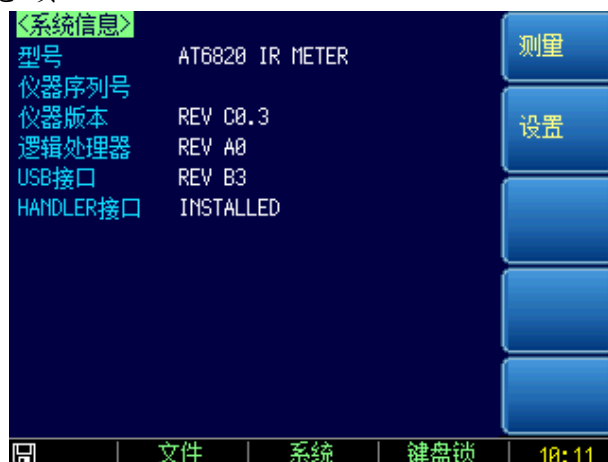 <系统信息>
型号 AT6820 IR METER
仪器序列号
仪器版本 REV C0.3
逻辑处理器 REV A0
USB接口 REV B3
HANDLER接口 INSTALLED
测量
设置
文件 系统 键盘锁 10:11